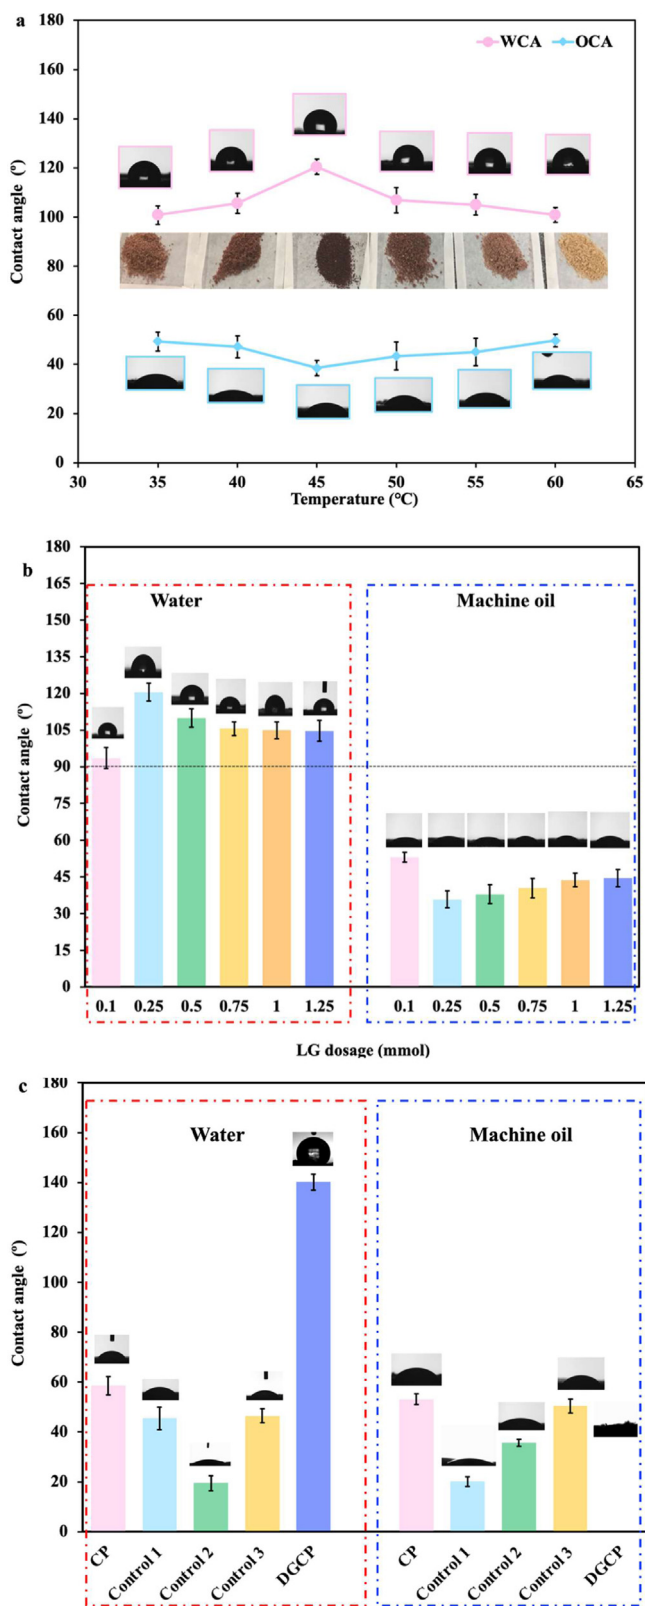 a
180
WCA OCA
160
140
120
100
80
60
40
20
0
30 35 40 45 50 55 60 65
Contact angle (º)
Temperature (℃)
b
180
165
Water Machine oil
150
135
120
105
90
75
60
45
30
15
0
0.1 0.25 0.5 0.75 1 1.25 0.1 0.25 0.5 0.75 1 1.25
Contact angle (º)
LG dosage (mmol)
c
180
Water Machine oil
160
140
120
100
80
60
40
20
0
Contact angle (º)
CP Control 1 Control 2 Control 3 DGCP CP Control 1 Control 2 Control 3 DGCP